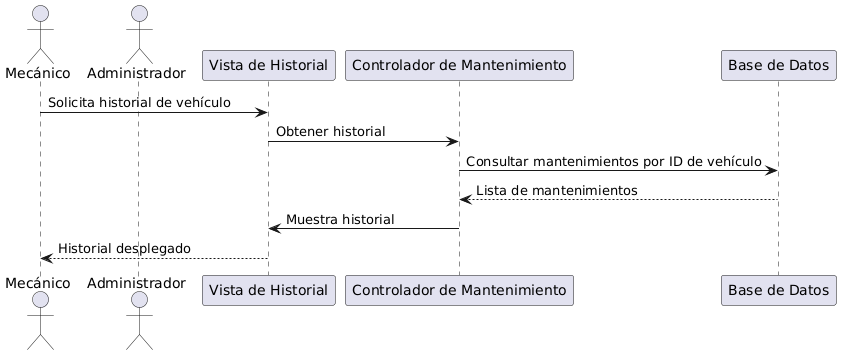 Mecánico
Administrador
Vista de Historial
Controlador de Mantenimiento
Base de Datos
Solicita historial de vehículo
Obtener historial
Consultar mantenimientos por ID de vehículo
Lista de mantenimientos
Muestra historial
Historial desplegado
Mecánico
Administrador
Vista de Historial
Controlador de Mantenimiento
Base de Datos